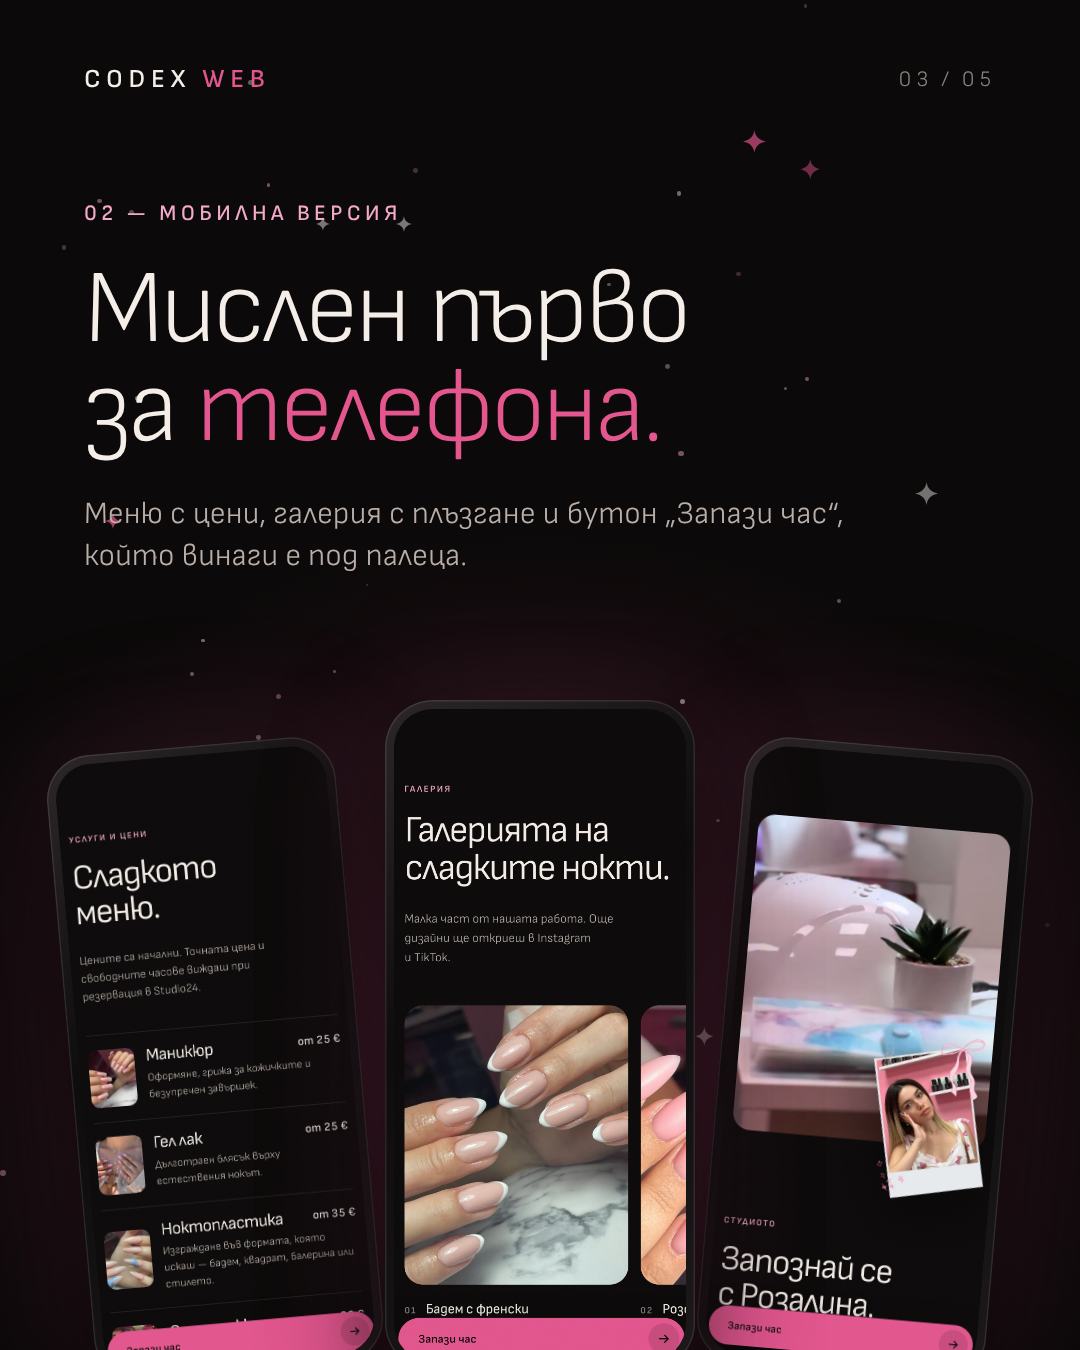 CODEX WEB
03 / 05
02 — МОБИЛНА ВЕРСИЯ
Мислен първо
за телефона.
Меню с цени, галерия с плъзгане и бутон „Запази час“,
който винаги е под палеца.
УСЛУГИ И ЦЕНИ
Сладкото
меню.
Цените са начални. Точната цена и
свободните часове виждаш при
резервация в Studio24.
Маникюр
от 25 €
Оформяне, грижа за кожичките и
безупречен завършек.
Гел лак
от 25 €
Дълготраен блясък върху
естествения нокът.
Ноктопластика
от 35 €
Изграждане във формата, която
искаш — бадем, квадрат, балерина или
стилето.
Запази час
ГАЛЕРИЯ
Галерията на
сладките нокти.
Малка част от нашата работа. Още
дизайни ще откриеш в Instagram
и TikTok.
01 Бадем с френски
02
Запази час
СТУДИОТО
Запознай се
с Розалина.
Запази час